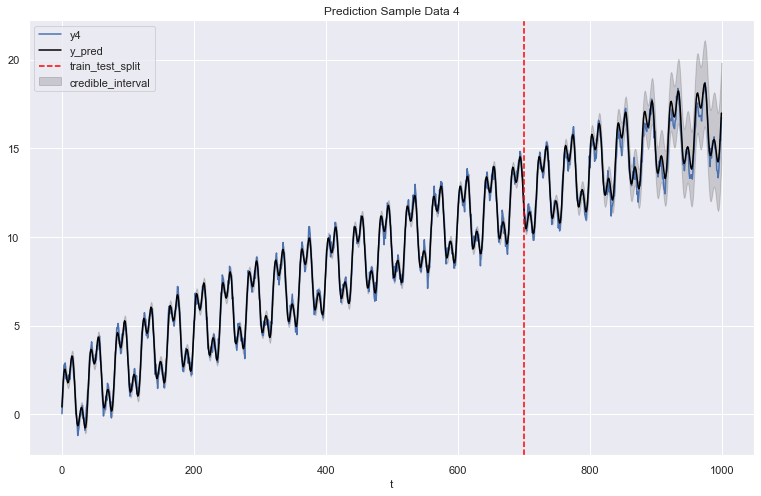 Prediction Sample Data 4
y4
y_pred
train_test_split
credible_interval
20
15
10
5
0
0 200 400 600 800 1000
t